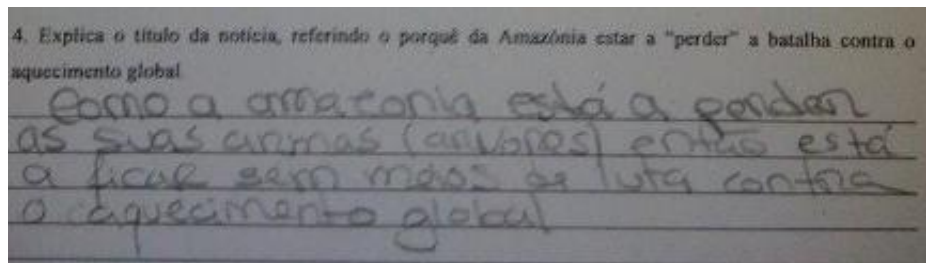 4. Explica o título da notícia, referindo o porquê da Amazónia estar a "perder" a batalha contra o
aquecimento global
Como a amazonia está a perder
as suas armas (arvores) então está
a ficar sem meios de luta contra
o aquecimento global